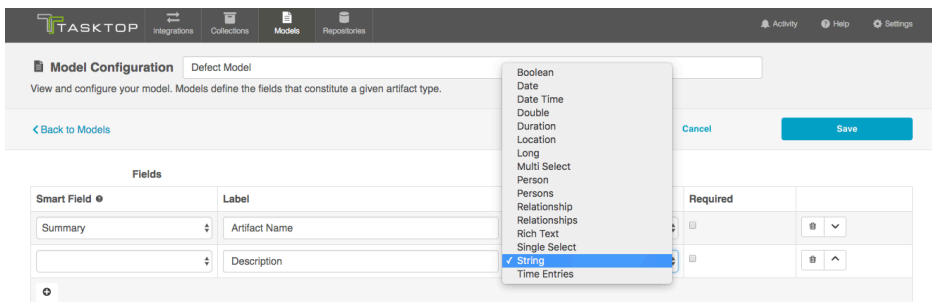 TASKTOP
Integrations
Collections
Models
Repositories
Activity
Help
Settings
Model Configuration
Defect Model
View and configure your model. Models define the fields that constitute a given artifact type.
Back to Models
Cancel
Save
Boolean
Date
Date Time
Double
Duration
Location
Long
Multi Select
Person
Persons
Relationship
Relationships
Rich Text
Single Select
✓ String
Time Entries
Fields
Smart Field
Label
Required
Summary
Artifact Name
Description